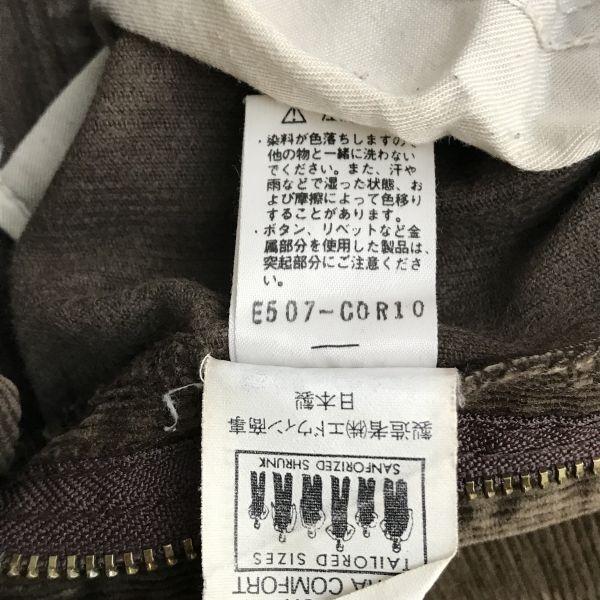 ・染料が色落ちしますので、
他の物と一緒に洗わない
でください。また、汗や
雨などで湿った状態、お
よび摩擦によって色移り
することがあります。
・ボタン、リベットなど金
属部分を使用した製品は、
突起部分にご注意くださ
い。
E507-COR10
COMFORT
TAILORED SIZES
SANFORIZED SHRUNK
製造者㈱エドウィン商事
日本製